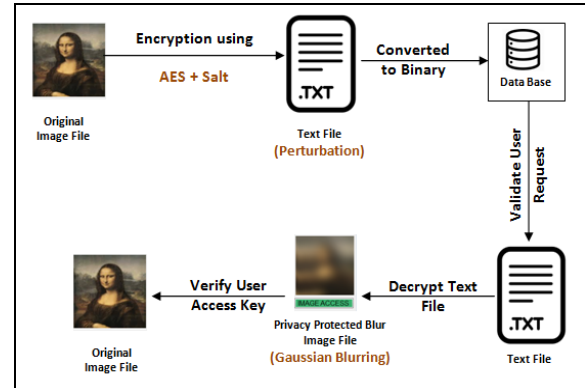 Encryption using
AES + Salt
Original
Image File
.TXT
Text File
(Perturbation)
Converted
to Binary
Data Base
Validate User
Request
.TXT
Text File
Decrypt Text
File
IMAGE ACCESS
Privacy Protected Blur
Image File
(Gaussian Blurring)
Verify User
Access Key
Original
Image File